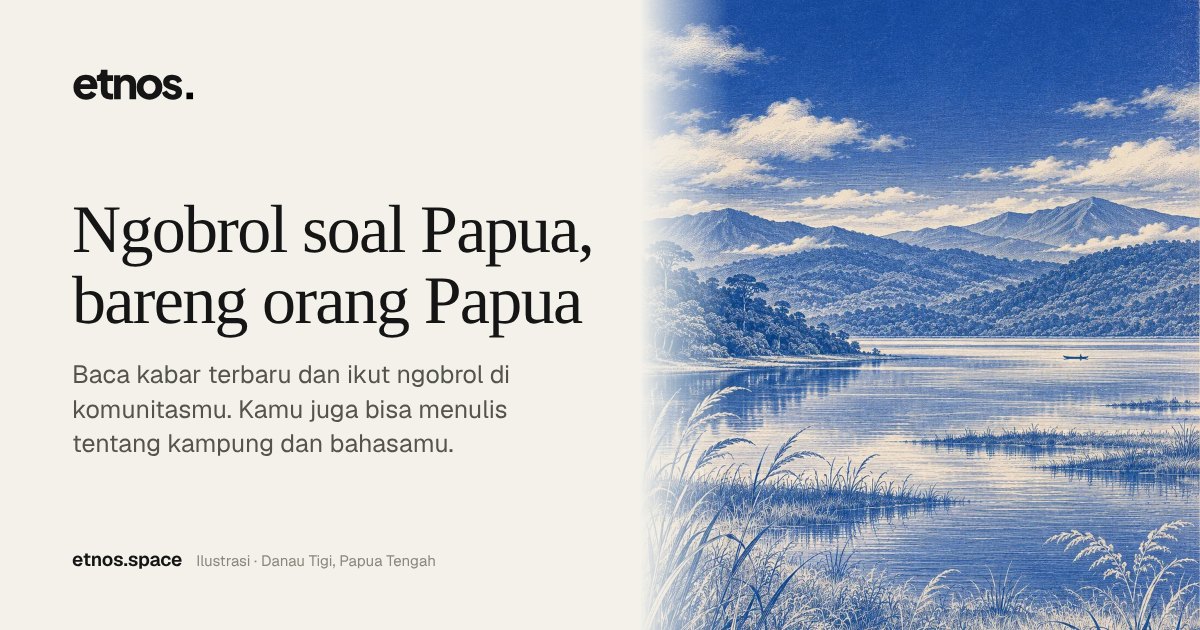 etnos.
Ngobrol soal Papua,
bareng orang Papua
Baca kabar terbaru dan ikut ngobrol di
komunitasmu. Kamu juga bisa menulis
tentang kampung dan bahasamu.
etnos.space Ilustrasi · Danau Tigi, Papua Tengah